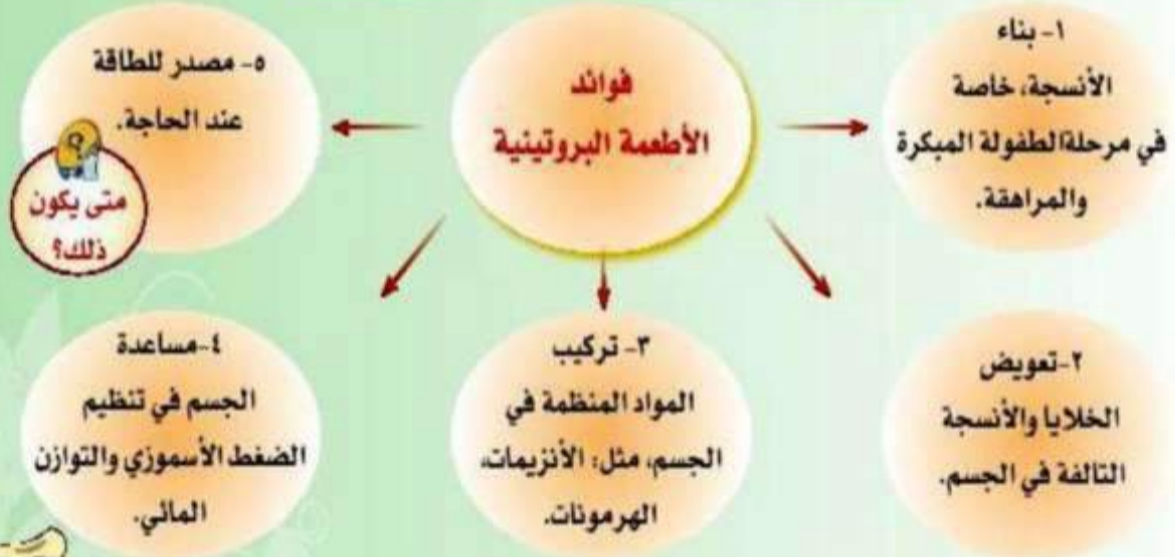 فوائد
الأطعمة البروتينية
١- بناء
الأنسجة، خاصة
في مرحلة الطفولة المبكرة
والمراهقة.
٢-تعويض
الخلايا والأنسجة
التالفة في الجسم.
٣- تركيب
المواد المنظمة في
الجسم، مثل: الأنزيمات،
الهرمونات.
٤-مساعدة
الجسم في تنظيم
الضغط الأسموزي والتوازن
المائي.
٥- مصدر للطاقة
عند الحاجة.
متى يكون
ذلك؟